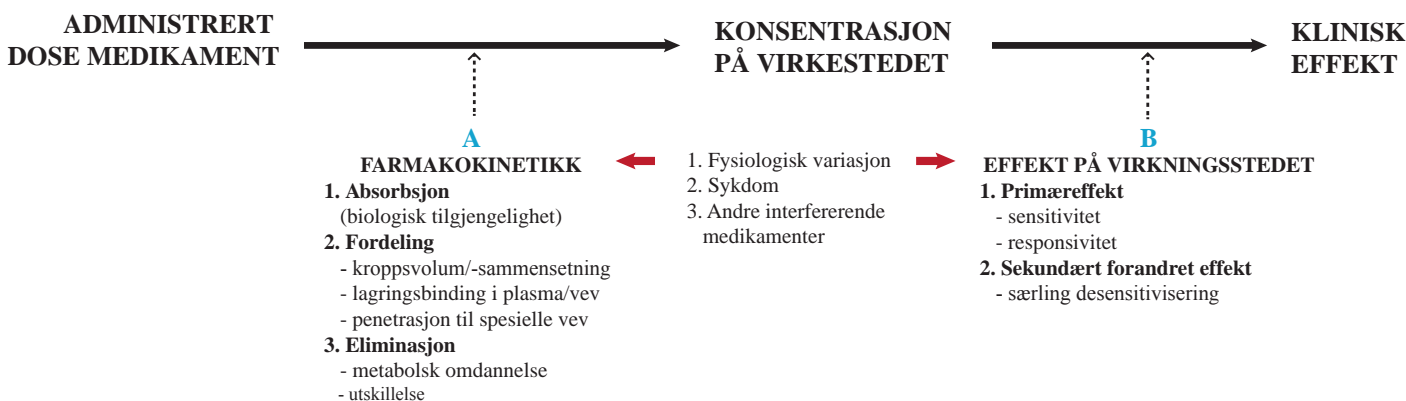 ADMINISTRERT
DOSE MEDIKAMENT
KONSENTRASJON
PÅ VIRKESTEDET
KLINISK
EFFEKT
A
FARMAKOKINETIKK
1. Absorbsjon
(biologisk tilgjengelighet)
2. Fordeling
- kroppsvolum/-sammensetning
- lagringsbinding i plasma/vev
- penetrasjon til spesielle vev
3. Eliminasjon
- metabolsk omdannelse
- utskillelse
1. Fysiologisk variasjon
2. Sykdom
3. Andre interfererende
medikamenter
B
EFFEKT PÅ VIRKNINGSSTEDET
1. Primæreffekt
- sensitivitet
- responsivitet
2. Sekundært forandret effekt
- særling desensitivisering